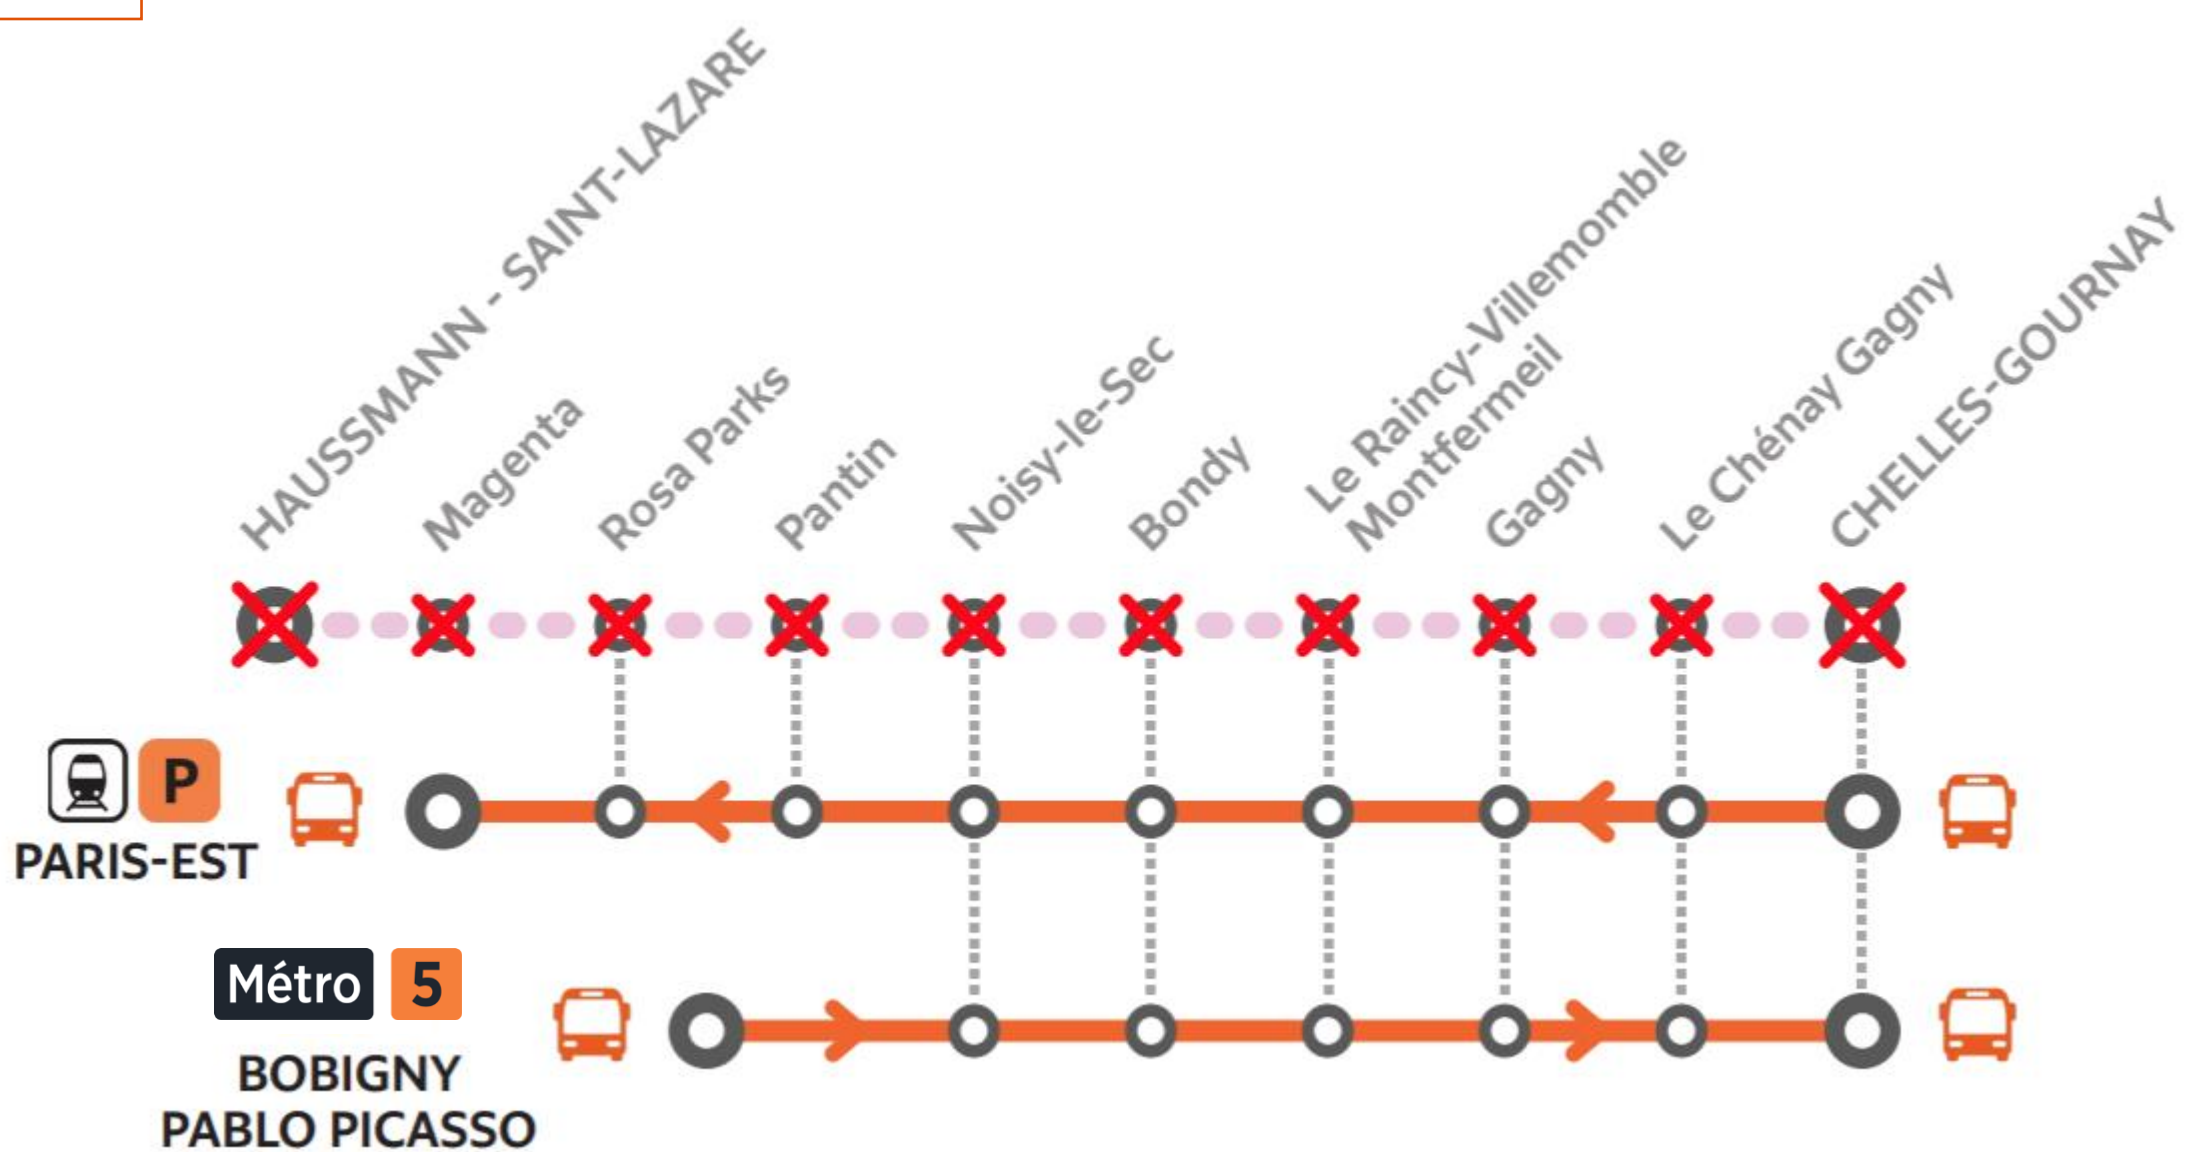 HAUSSMANN - SAINT-LAZARE
Magenta
Rosa Parks
Pantin
Noisy-le-Sec
Bondy
Le Raincy-Villemomble
Montfermeil
Gagny
Le Chénay Gagny
CHELLES-GOURNAY
P
PARIS-EST
Métro 5
BOBIGNY
PABLO PICASSO